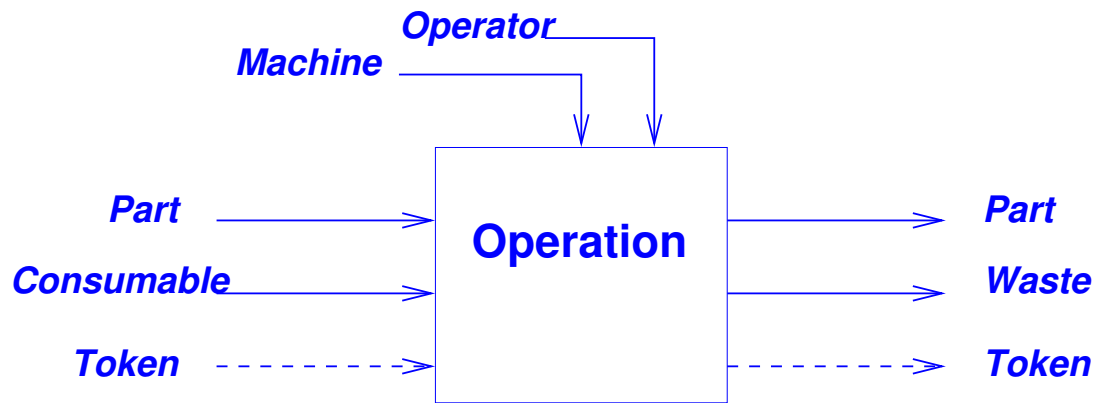 Operator
Machine
Part
Operation
Part
Consumable
Waste
Token
Token